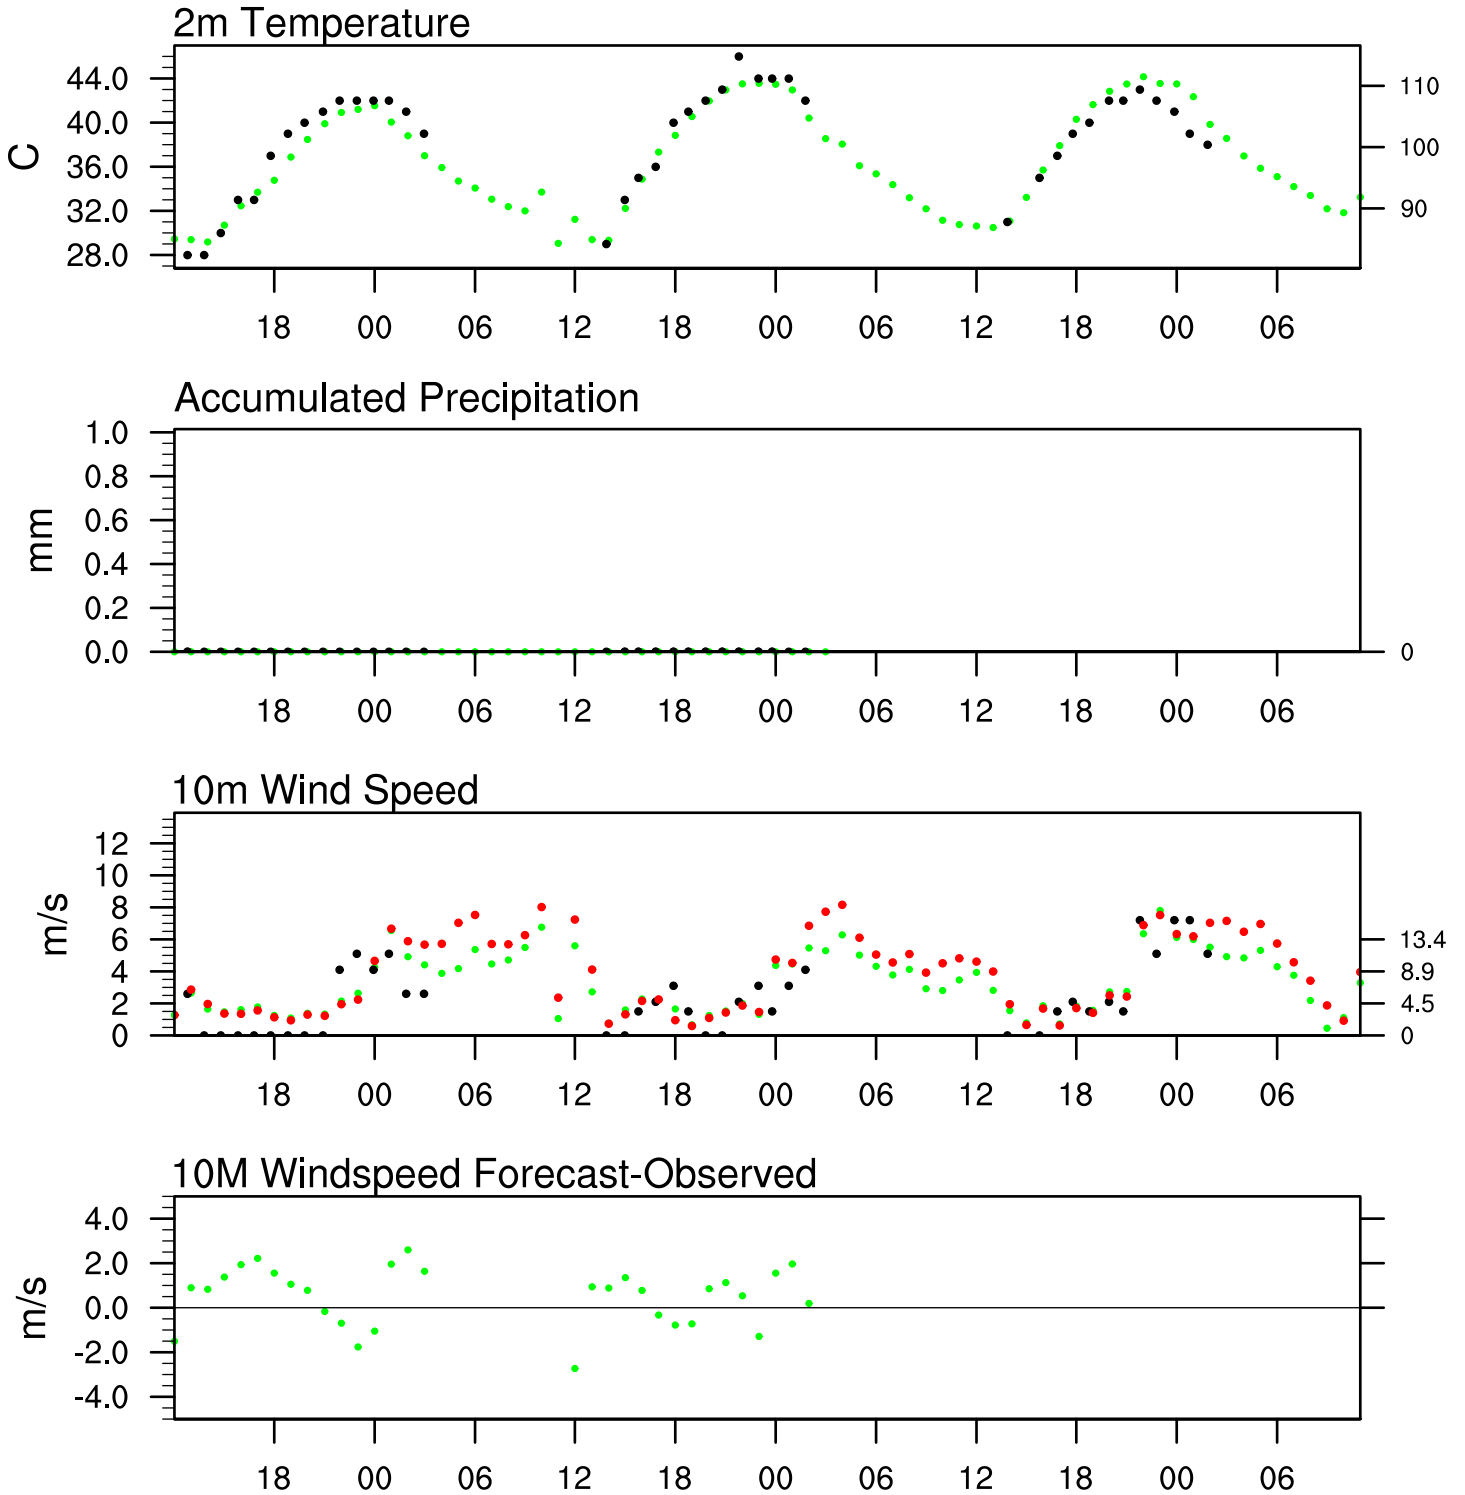 2m Temperature
44.0
40.0
36.0
32.0
28.0
C
110
100
90
18 00 06 12 18 00 06 12 18 00 06
Accumulated Precipitation
1.0
0.8
0.6
0.4
0.2
0.0
mm
0
18 00 06 12 18 00 06 12 18 00 06
10m Wind Speed
12
10
8
6
4
2
0
m/s
13.4
8.9
4.5
0
18 00 06 12 18 00 06 12 18 00 06
10M Windspeed Forecast-Observed
4.0
2.0
0.0
-2.0
-4.0
m/s
18 00 06 12 18 00 06 12 18 00 06